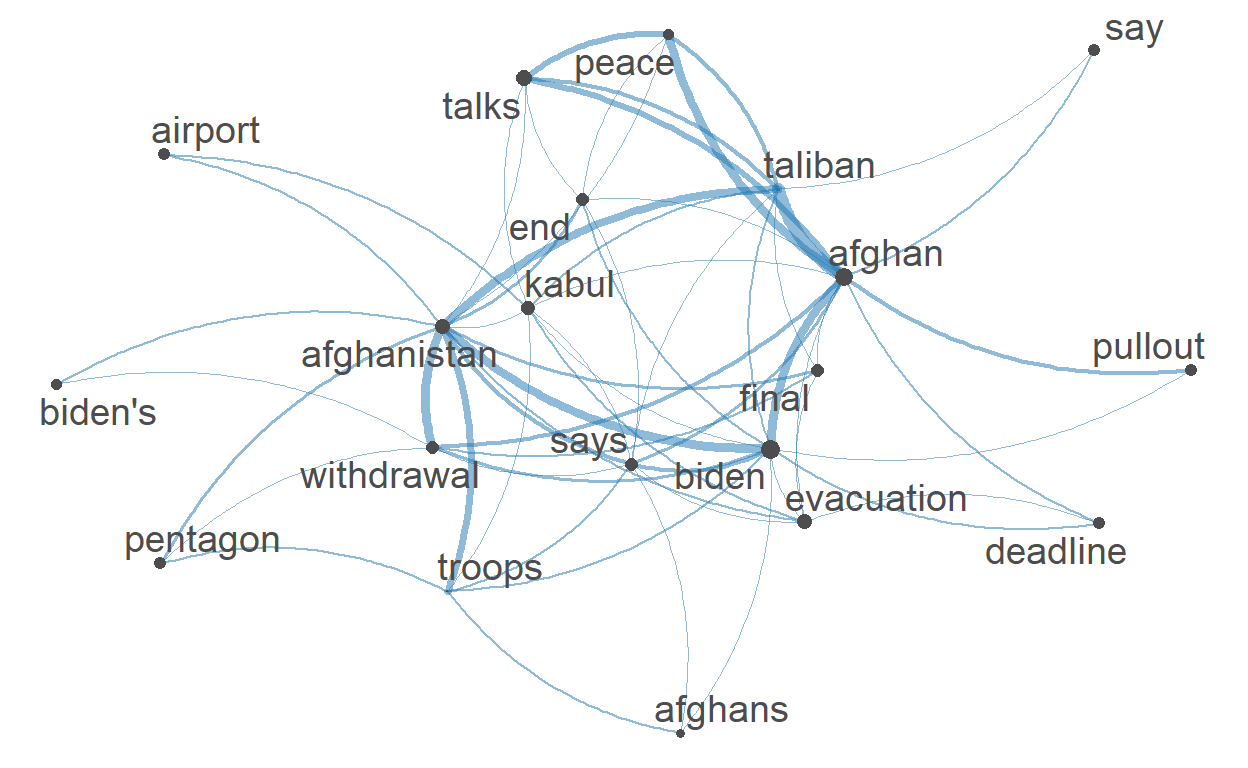 say
peace
talks
airport
taliban
end
afghan
kabul
pullout
afghanistan
final
biden's
says
withdrawal
biden
evacuation
pentagon
deadline
troops
afghans